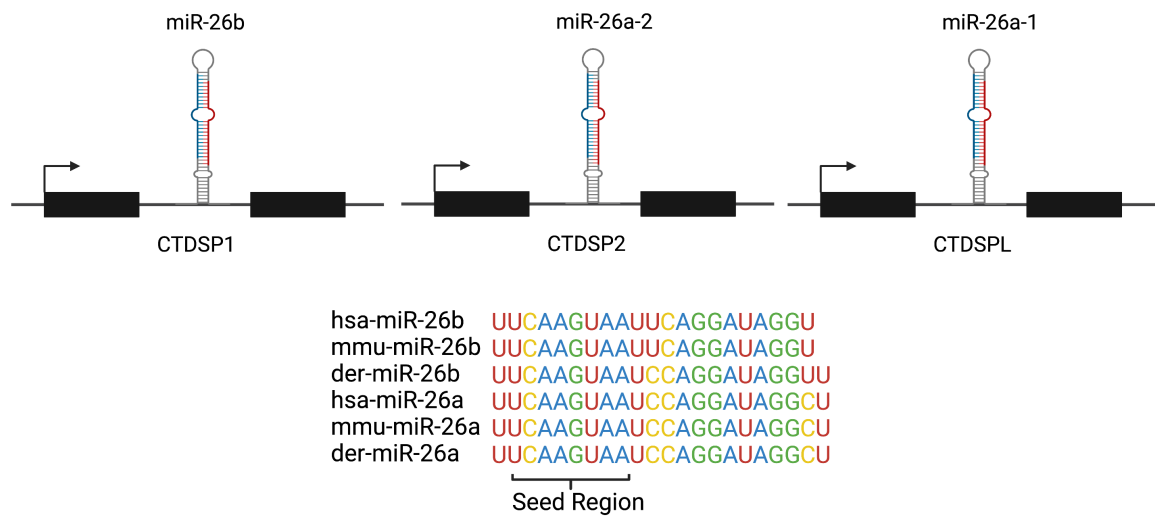 miR-26b miR-26a-2 miR-26a-1
CTDSP1 CTDSP2 CTDSPL
hsa-miR-26b UUCAAGUAAUUCAGGAUAGGU
mmu-miR-26b UUCAAGUAAUUCAGGAUAGGU
der-miR-26b UUCAAGUAAUCCAGGAUAGGUU
hsa-miR-26a UUCAAGUAAUCCAGGAUAGGCU
mmu-miR-26a UUCAAGUAAUCCAGGAUAGGCU
der-miR-26a UUCAAGUAAUCCAGGAUAGGCU
Seed Region